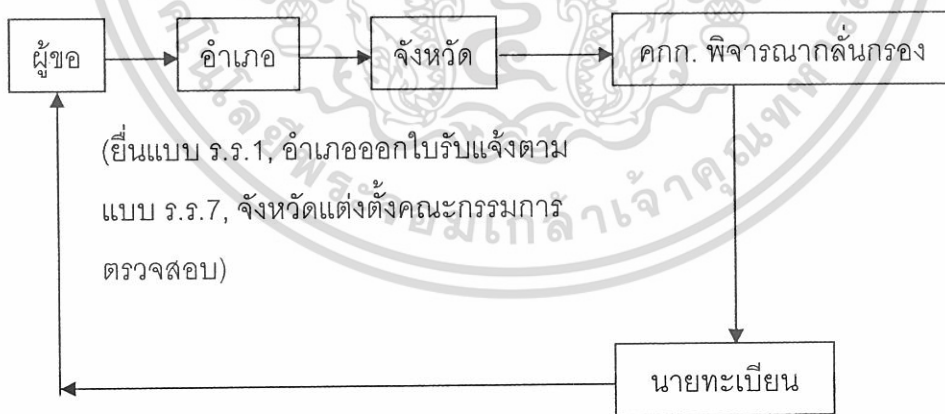 ผู้ขอ
อำเภอ
จังหวัด
คกก. พิจารณากลั่นกรอง
(ยื่นแบบ ร.ร.1, อำเภอออกใบรับแจ้งตาม
แบบ ร.ร.7, จังหวัดแต่งตั้งคณะกรรมการ
ตรวจสอบ)
นายทะเบียน